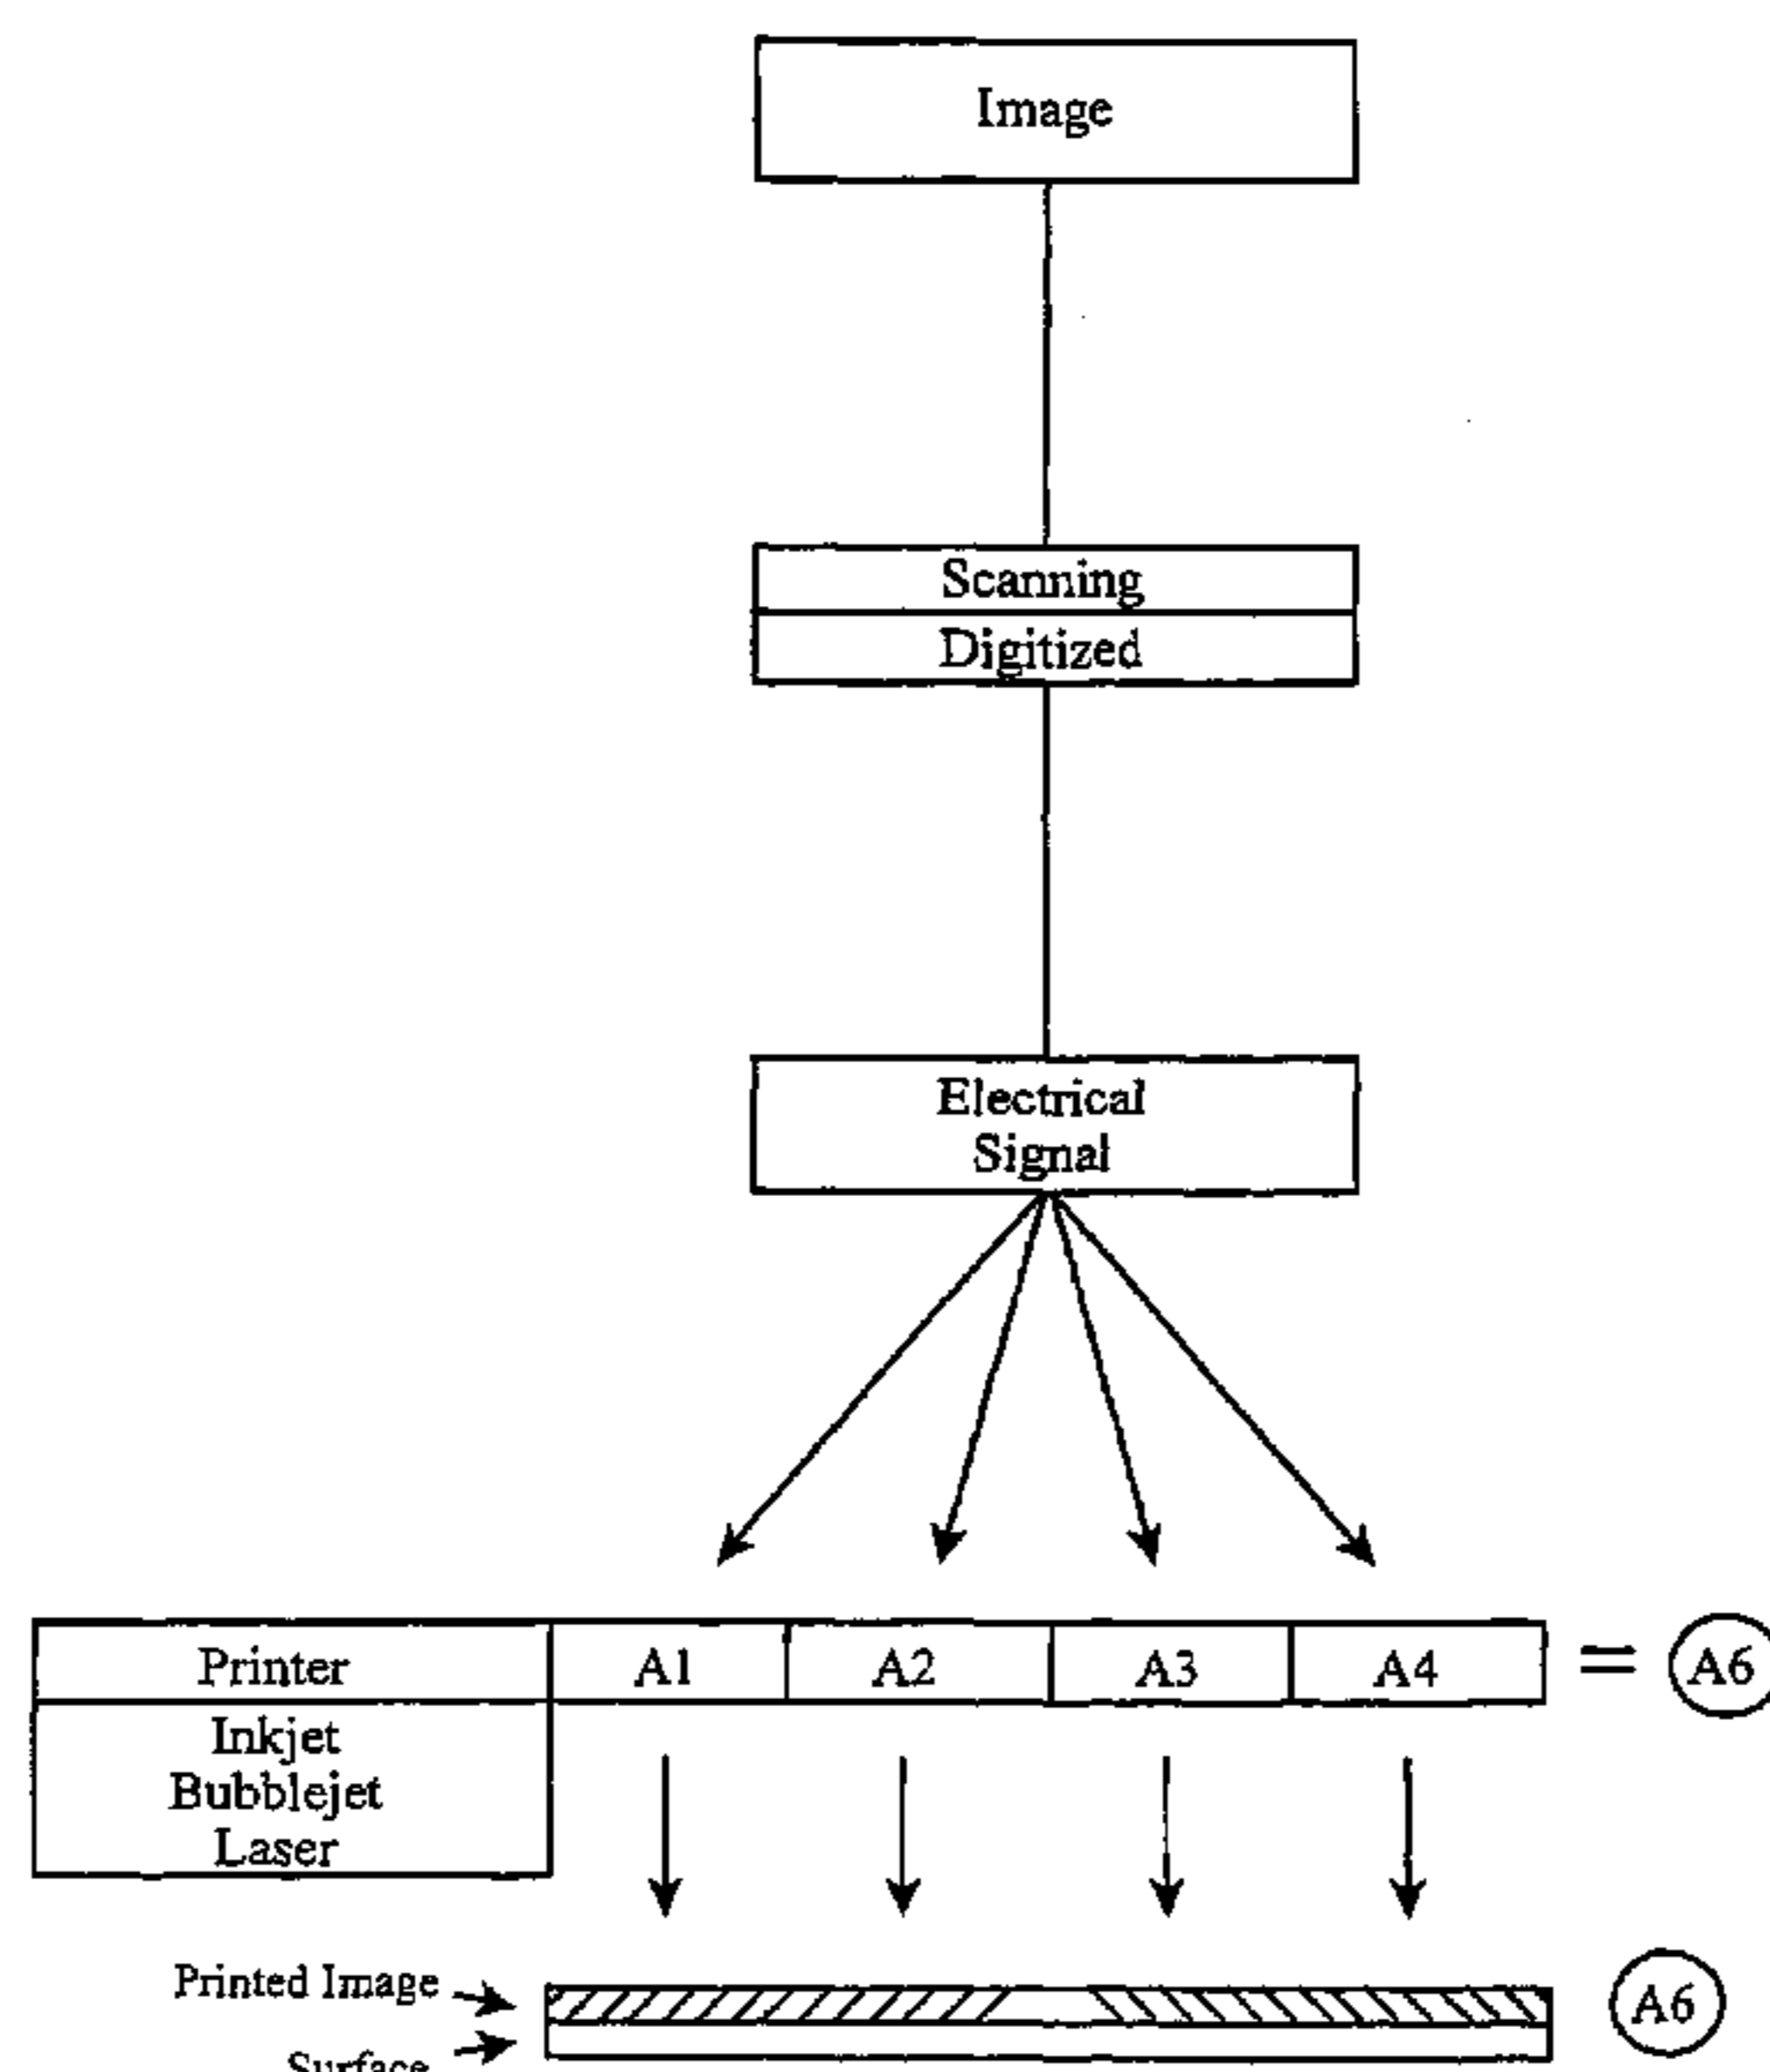 Image
Scanning
Digitized
Electrical
Signal
Printer A1 A2 A3 A4 = A6
Inkjet
Bubblejet
Laser
Printed Image A6
Surface